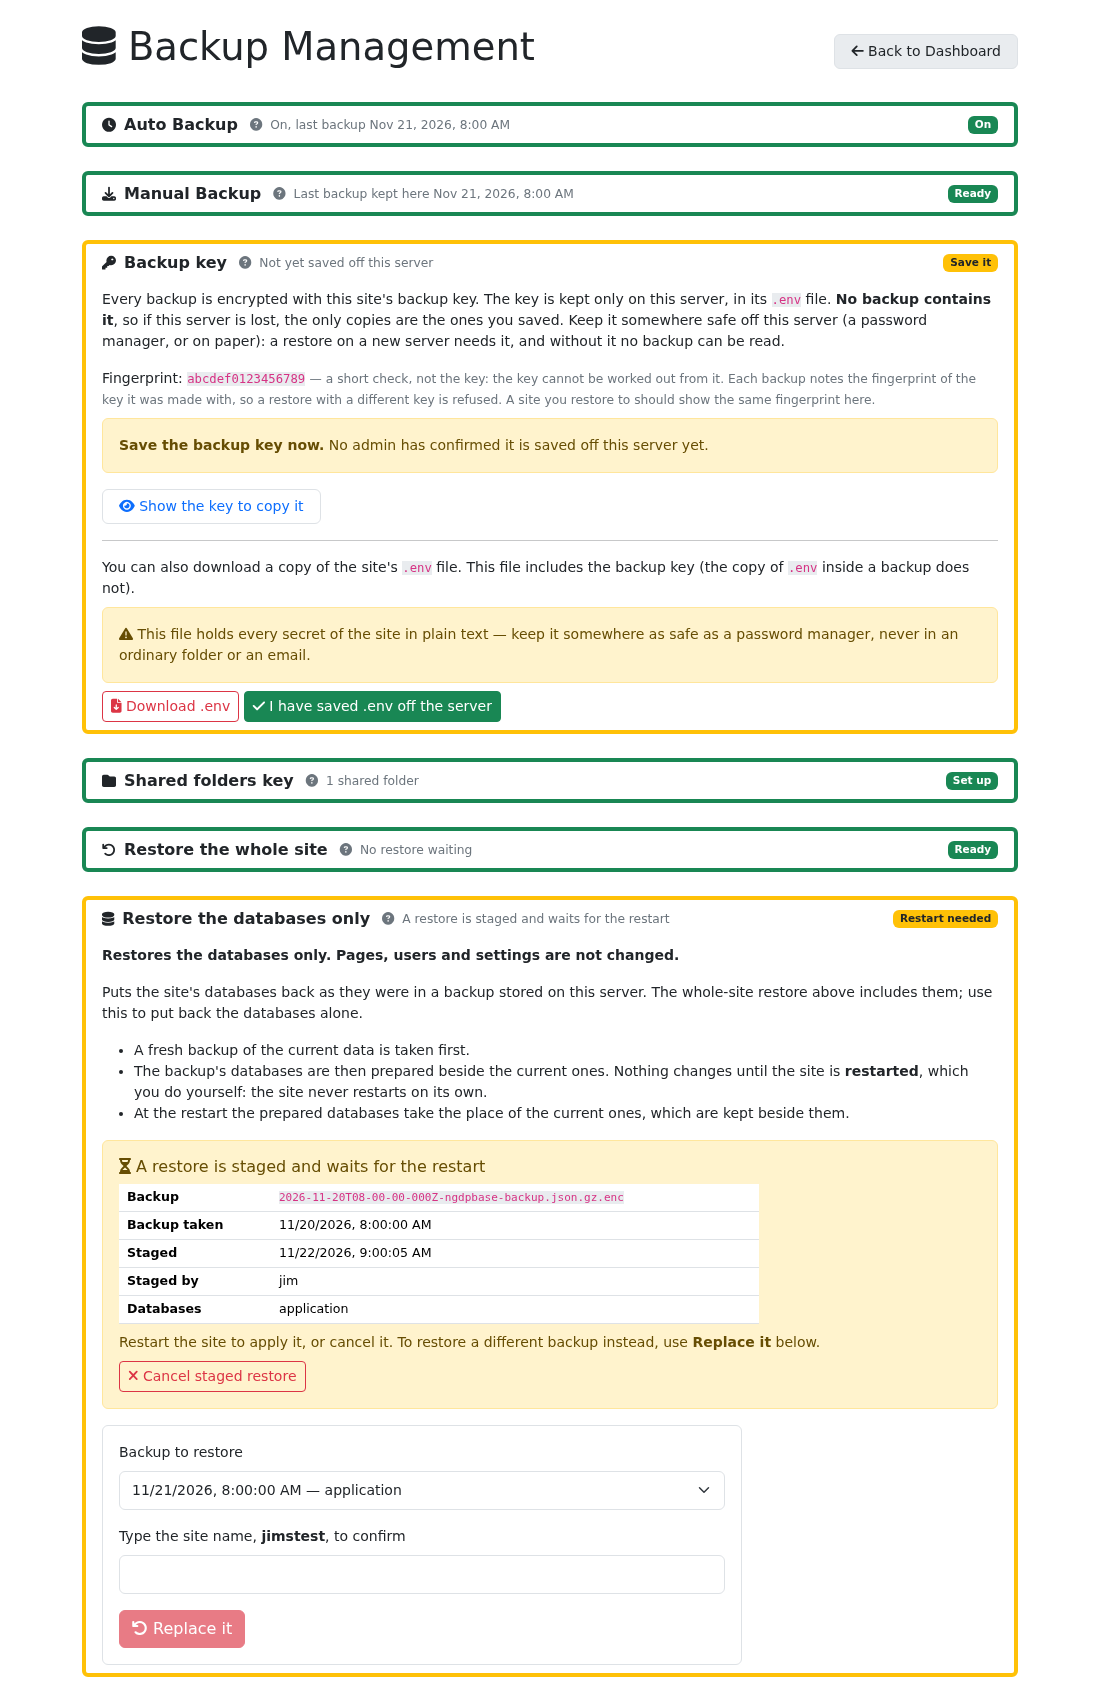 Backup Management
Back to Dashboard
Auto Backup On, last backup Nov 21, 2026, 8:00 AM On
Manual Backup Last backup kept here Nov 21, 2026, 8:00 AM Ready
Backup key Not yet saved off this server Save it
Every backup is encrypted with this site's backup key. The key is kept only on this server, in its .env file. No backup contains
it, so if this server is lost, the only copies are the ones you saved. Keep it somewhere safe off this server (a password
manager, or on paper): a restore on a new server needs it, and without it no backup can be read.
Fingerprint: abcdef0123456789 — a short check, not the key: the key cannot be worked out from it. Each backup notes the fingerprint of the
key it was made with, so a restore with a different key is refused. A site you restore to should show the same fingerprint here.
Save the backup key now. No admin has confirmed it is saved off this server yet.
Show the key to copy it
You can also download a copy of the site's .env file. This file includes the backup key (the copy of .env inside a backup does
not).
This file holds every secret of the site in plain text — keep it somewhere as safe as a password manager, never in an
ordinary folder or an email.
Download .env I have saved .env off the server
Shared folders key 1 shared folder Set up
Restore the whole site No restore waiting Ready
Restore the databases only A restore is staged and waits for the restart Restart needed
Restores the databases only. Pages, users and settings are not changed.
Puts the site's databases back as they were in a backup stored on this server. The whole-site restore above includes them; use
this to put back the databases alone.
• A fresh backup of the current data is taken first.
• The backup's databases are then prepared beside the current ones. Nothing changes until the site is restarted, which
you do yourself: the site never restarts on its own.
• At the restart the prepared databases take the place of the current ones, which are kept beside them.
A restore is staged and waits for the restart
Backup 2026-11-20T08-00-00-000Z-ngdpbase-backup.json.gz.enc
Backup taken 11/20/2026, 8:00:00 AM
Staged 11/22/2026, 9:00:05 AM
Staged by jim
Databases application
Restart the site to apply it, or cancel it. To restore a different backup instead, use Replace it below.
Cancel staged restore
Backup to restore
11/21/2026, 8:00:00 AM — application
Type the site name, jimstest, to confirm
Replace it